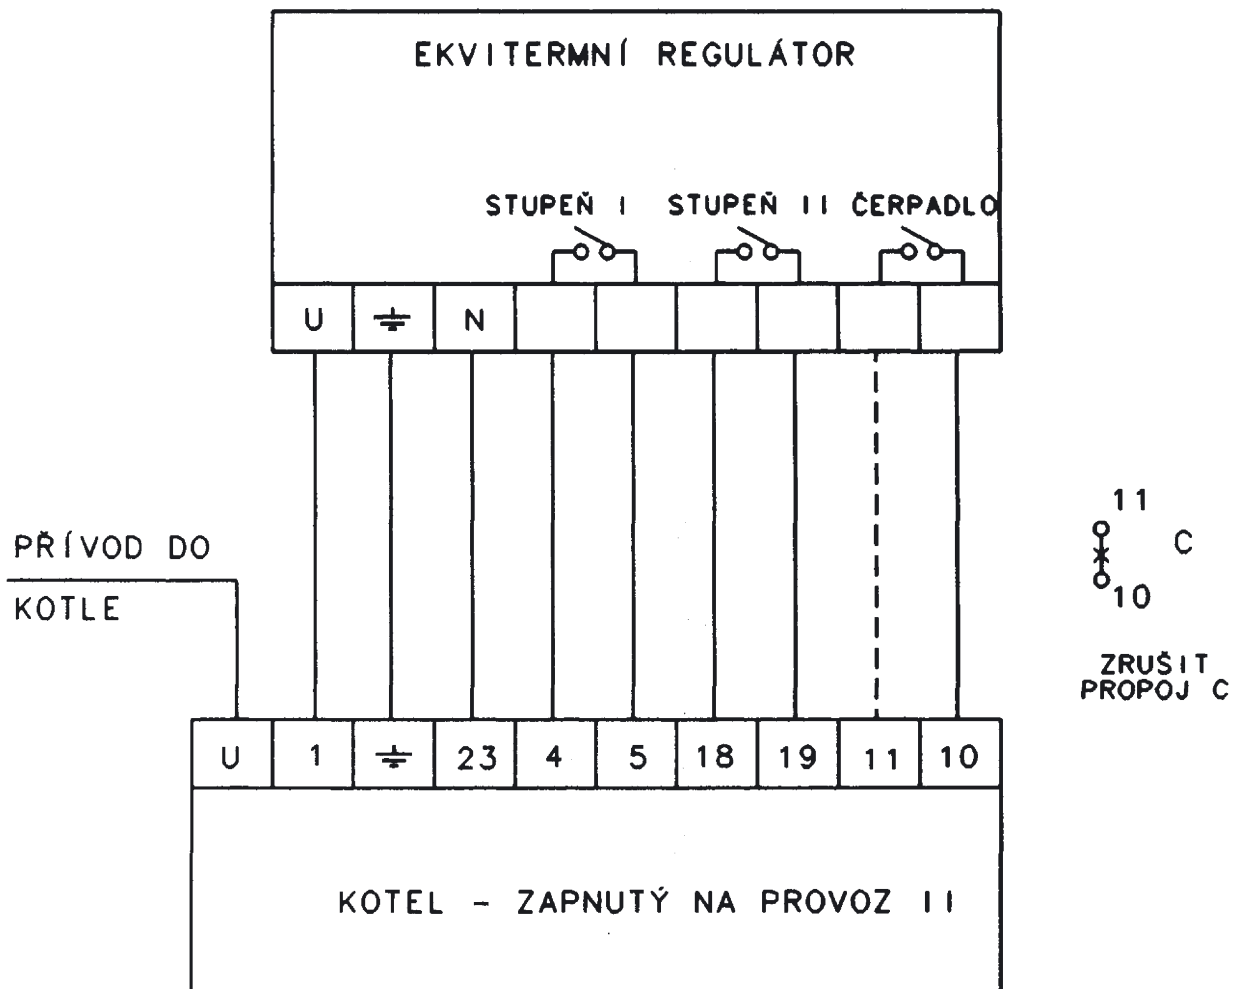 EKVITERMNÍ REGULÁTOR
STUPEŇ I STUPEŇ II ČERPADLO
U N
11
C
10
PŘÍVOD DO
KOTLE
ZRUŠIT
PROPOJ C
U 1 23 4 5 18 19 11 10
KOTEL - ZAPNUTÝ NA PROVOZ II